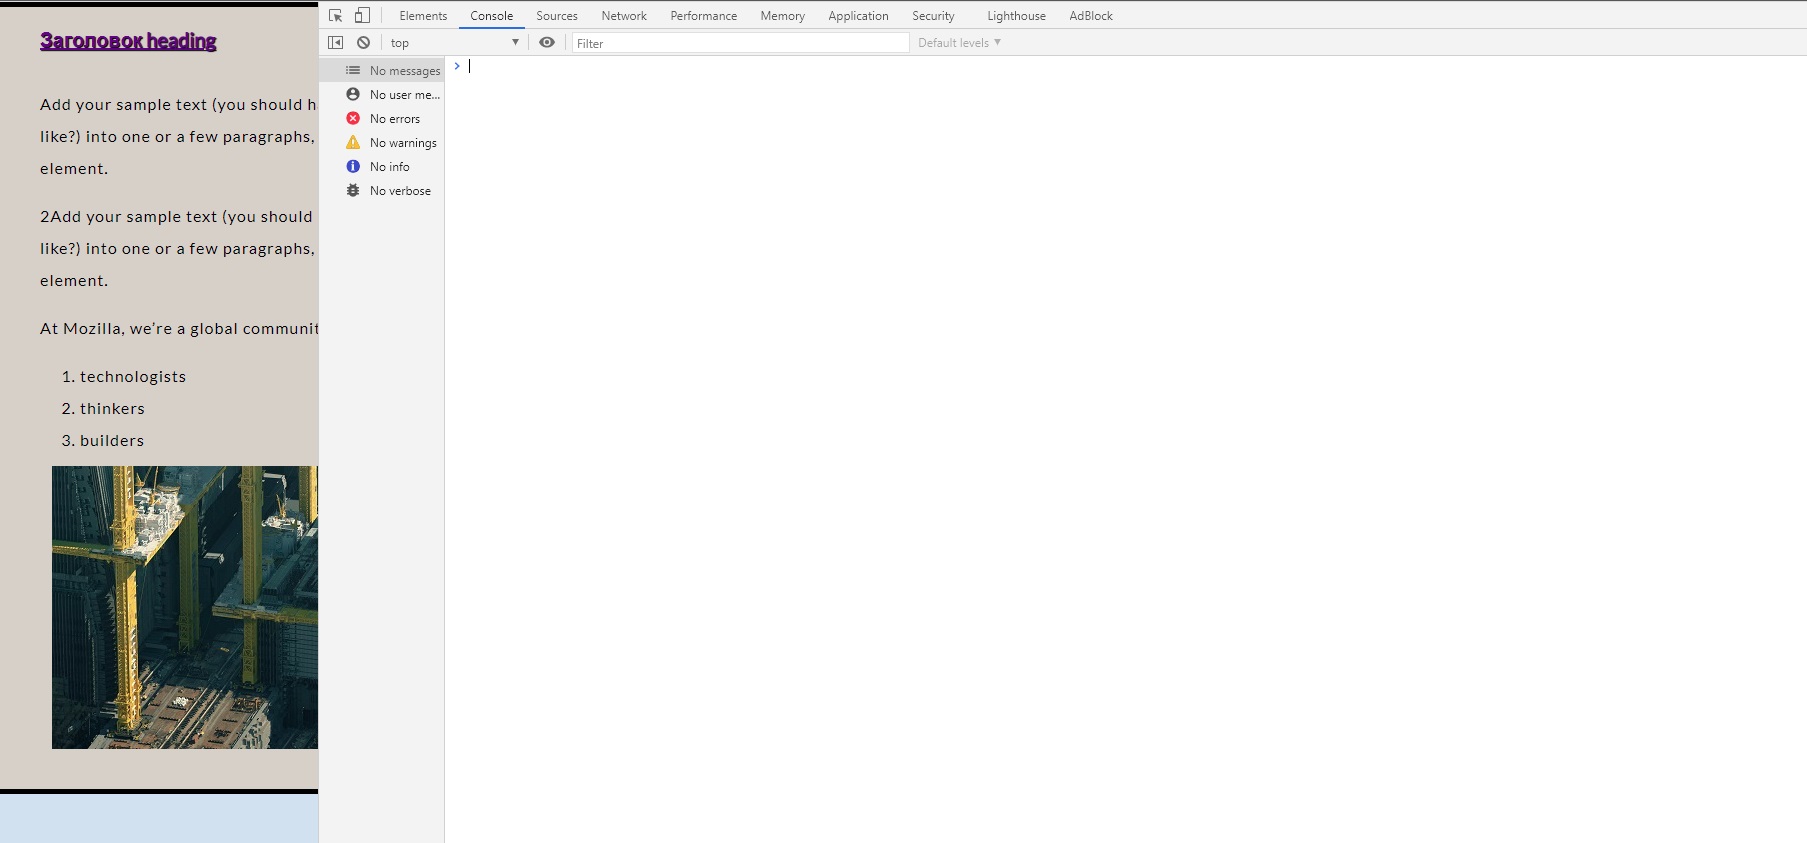 Elements Console Sources Network Performance Memory Application Security Lighthouse AdBlock
top Filter Default levels
Заголовок heading
Add your sample text (you should h
like?) into one or a few paragraphs,
element.
2Add your sample text (you should
like?) into one or a few paragraphs,
element.
At Mozilla, we're a global communit
1. technologists
2. thinkers
3. builders
No messages
No user me...
No errors
No warnings
No info
No verbose